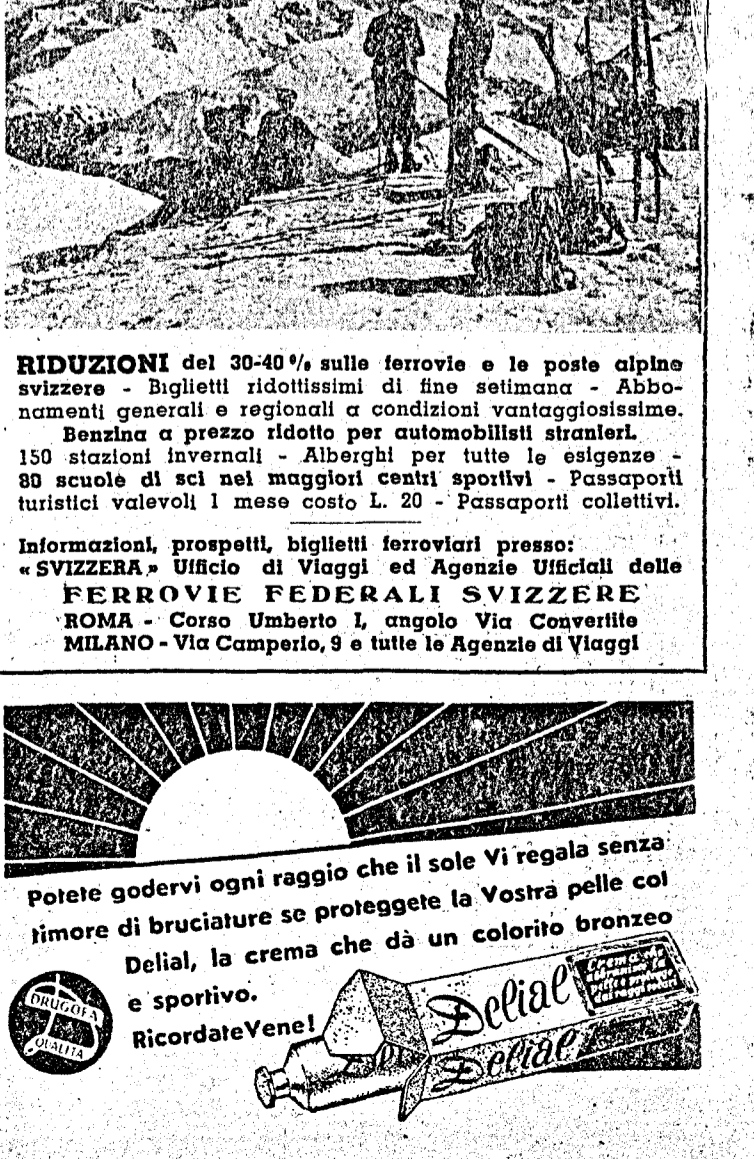 RIDUZIONI del 30-40% sulle ferrovie e le poste alpine
svizzere - Biglietti ridottissimi di fine setimana - Abbo-
namenti generali e regionali a condizioni vantaggiosissime.
Benzina a prezzo ridotto per automobilisti stranieri.
150 stazioni invernali - Alberghi per tutte le esigenze -
80 scuole di sci nei maggiori centri sportivi - Passaporti
turistici valevoli 1 mese costo L. 20 - Passaporti collettivi.
Informazioni, prospetti, biglietti ferroviari presso:
« SVIZZERA » Ufficio di Viaggi ed Agenzie Ufficiali delle
FERROVIE FEDERALI SVIZZERE
ROMA - Corso Umberto I, angolo Via Convertite
MILANO - Via Camperio, 9 e tutte le Agenzie di Viaggi
Potete godervi ogni raggio che il sole Vi regala senza
timore di bruciature se proteggete la Vostra pelle col
Delial, la crema che dà un colorito bronzeo
e sportivo.
RicordateVene!
DRUGOFA
QUALITÀ
Delial
Delial